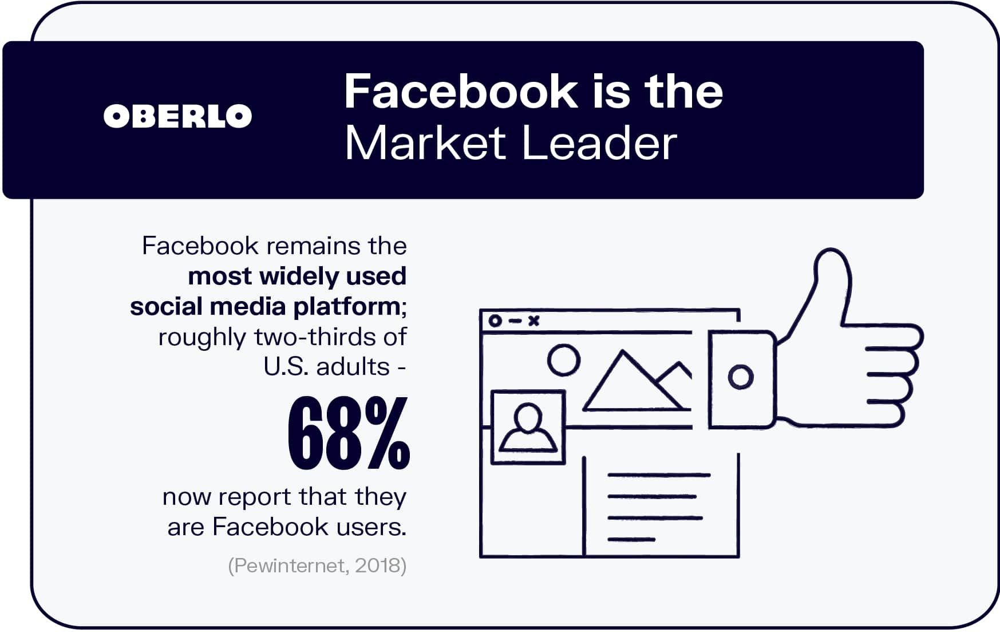 OBERLO
Facebook is the
Market Leader
Facebook remains the
most widely used
social media platform;
roughly two-thirds of
U.S. adults -
68%
now report that they
are Facebook users.
(Pewinternet, 2018)